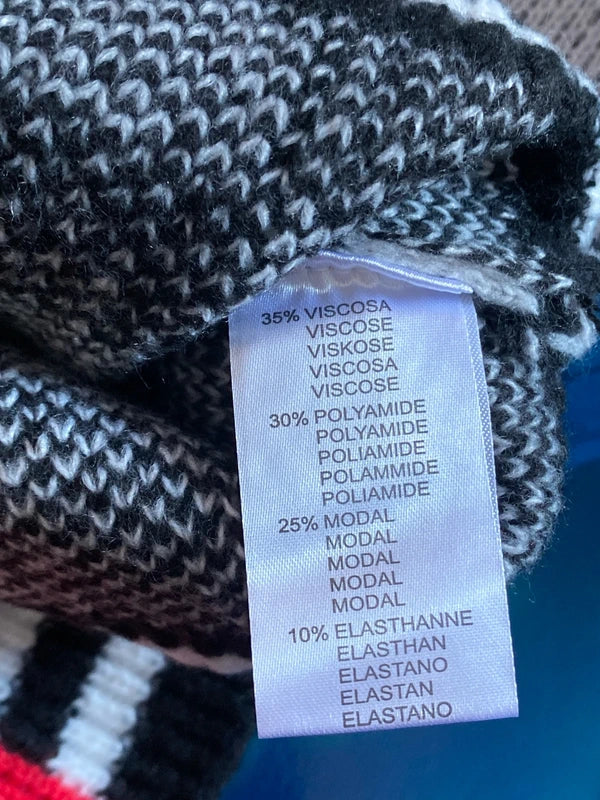 35% VISCOSA
VISCOSE
VISKOSE
VISCOSA
VISCOSE
30% POLYAMIDE
POLYAMIDE
POLIAMIDE
POLAMMIDE
POLIAMIDE
25% MODAL
MODAL
MODAL
MODAL
MODAL
10% ELASTHANNE
ELASTHAN
ELASTANO
ELASTAN
ELASTANO